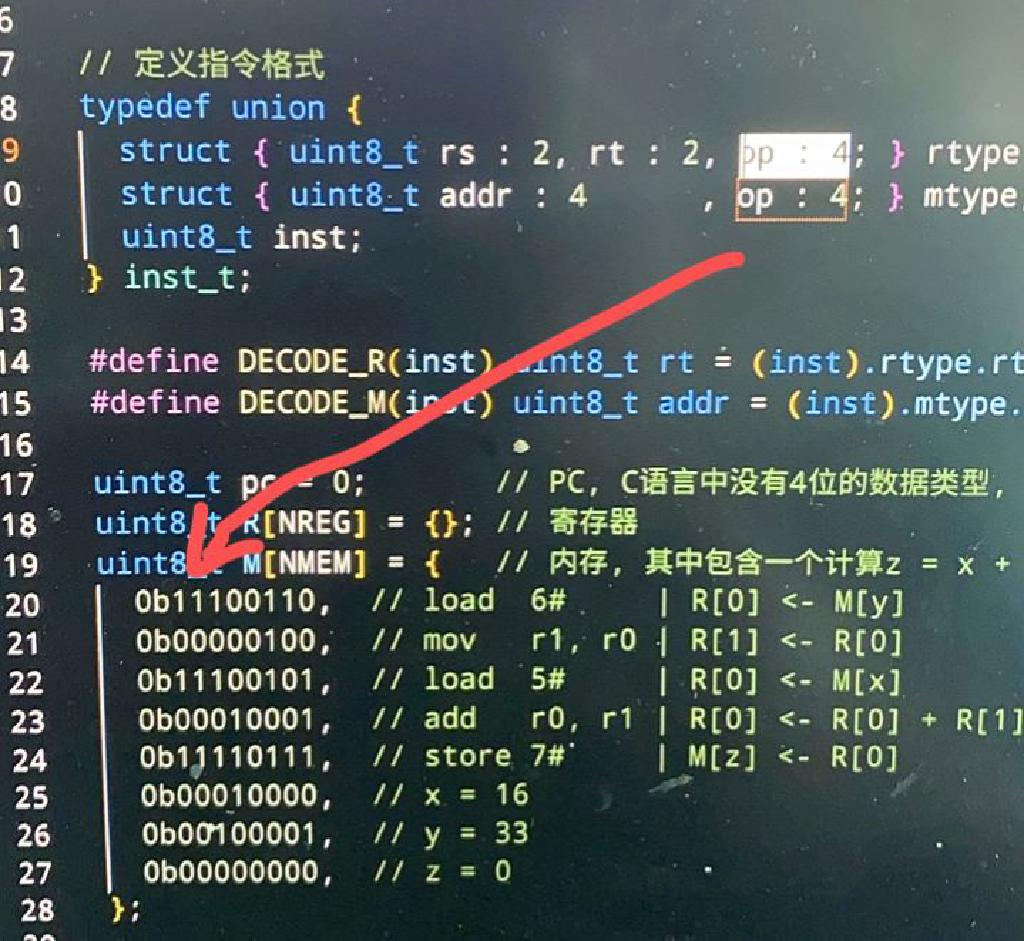 6
7 // 定义指令格式
8 typedef union {
9 struct { uint8_t rs : 2, rt : 2, op : 4; } rtype
0 struct { uint8_t addr : 4 , op : 4; } mtype
1 uint8_t inst;
12 } inst_t;
13
14 #define DECODE_R(inst) uint8_t rt = (inst).rtype.rt
15 #define DECODE_M(inst) uint8_t addr = (inst).mtype.
16
17 uint8_t pc = 0; // PC, C语言中没有4位的数据类型,
18 uint8_t R[NREG] = {}; // 寄存器
19 uint8_t M[NMEM] = { // 内存, 其中包含一个计算z = x +
20 0b11100110, // load 6# | R[0] <- M[y]
21 0b00000100, // mov r1, r0 | R[1] <- R[0]
22 0b11100101, // load 5# | R[0] <- M[x]
23 0b00010001, // add r0, r1 | R[0] <- R[0] + R[1]
24 0b11110111, // store 7# | M[z] <- R[0]
25 0b00010000, // x = 16
26 0b00100001, // y = 33
27 0b00000000, // z = 0
28 };